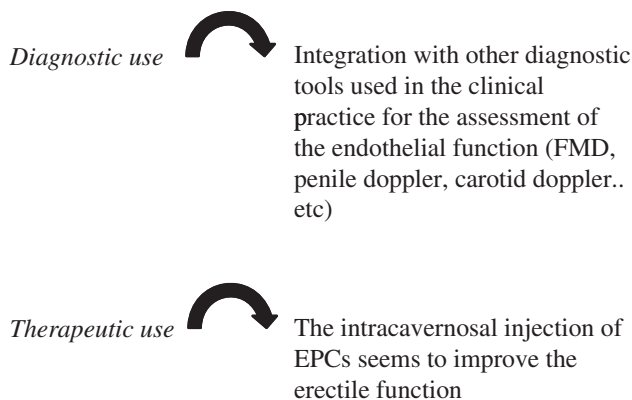 Diagnostic use
Integration with other diagnostic
tools used in the clinical
practice for the assessment of
the endothelial function (FMD,
penile doppler, carotid doppler..
etc)
Therapeutic use
The intracavernosal injection of
EPCs seems to improve the
erectile function